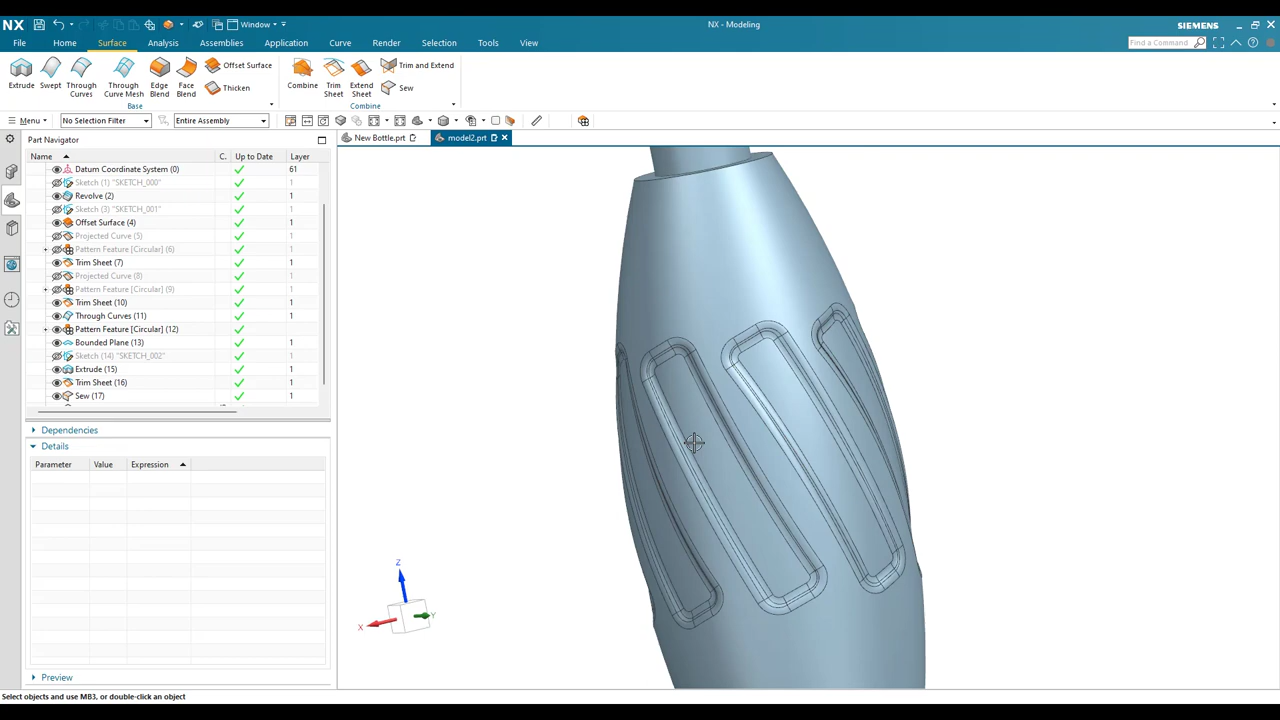 NX
Window
NX - Modeling
SIEMENS
File Home Surface Analysis Assemblies Application Curve Render Selection Tools View
Find a Command
Extrude Swept Through Curves Through Curve Mesh Edge Blend Face Blend Offset Surface Thicken Combine Trim Sheet Extend Sheet Trim and Extend Sew
Base Combine
Menu No Selection Filter Entire Assembly
Part Navigator
New Bottle.prt model2.prt
Name C. Up to Date Layer
Datum Coordinate System (0) 61
Sketch (1) "SKETCH_000" 1
Revolve (2) 1
Sketch (3) "SKETCH_001" 1
Offset Surface (4) 1
Projected Curve (5) 1
Pattern Feature [Circular] (6) 1
Trim Sheet (7) 1
Projected Curve (8) 1
Pattern Feature [Circular] (9) 1
Trim Sheet (10) 1
Through Curves (11) 1
Pattern Feature [Circular] (12)
Bounded Plane (13) 1
Sketch (14) "SKETCH_002" 1
Extrude (15) 1
Trim Sheet (16) 1
Sew (17) 1
Dependencies
Details
Parameter Value Expression
Z
X
Y
Preview
Select objects and use MB3, or double-click an object